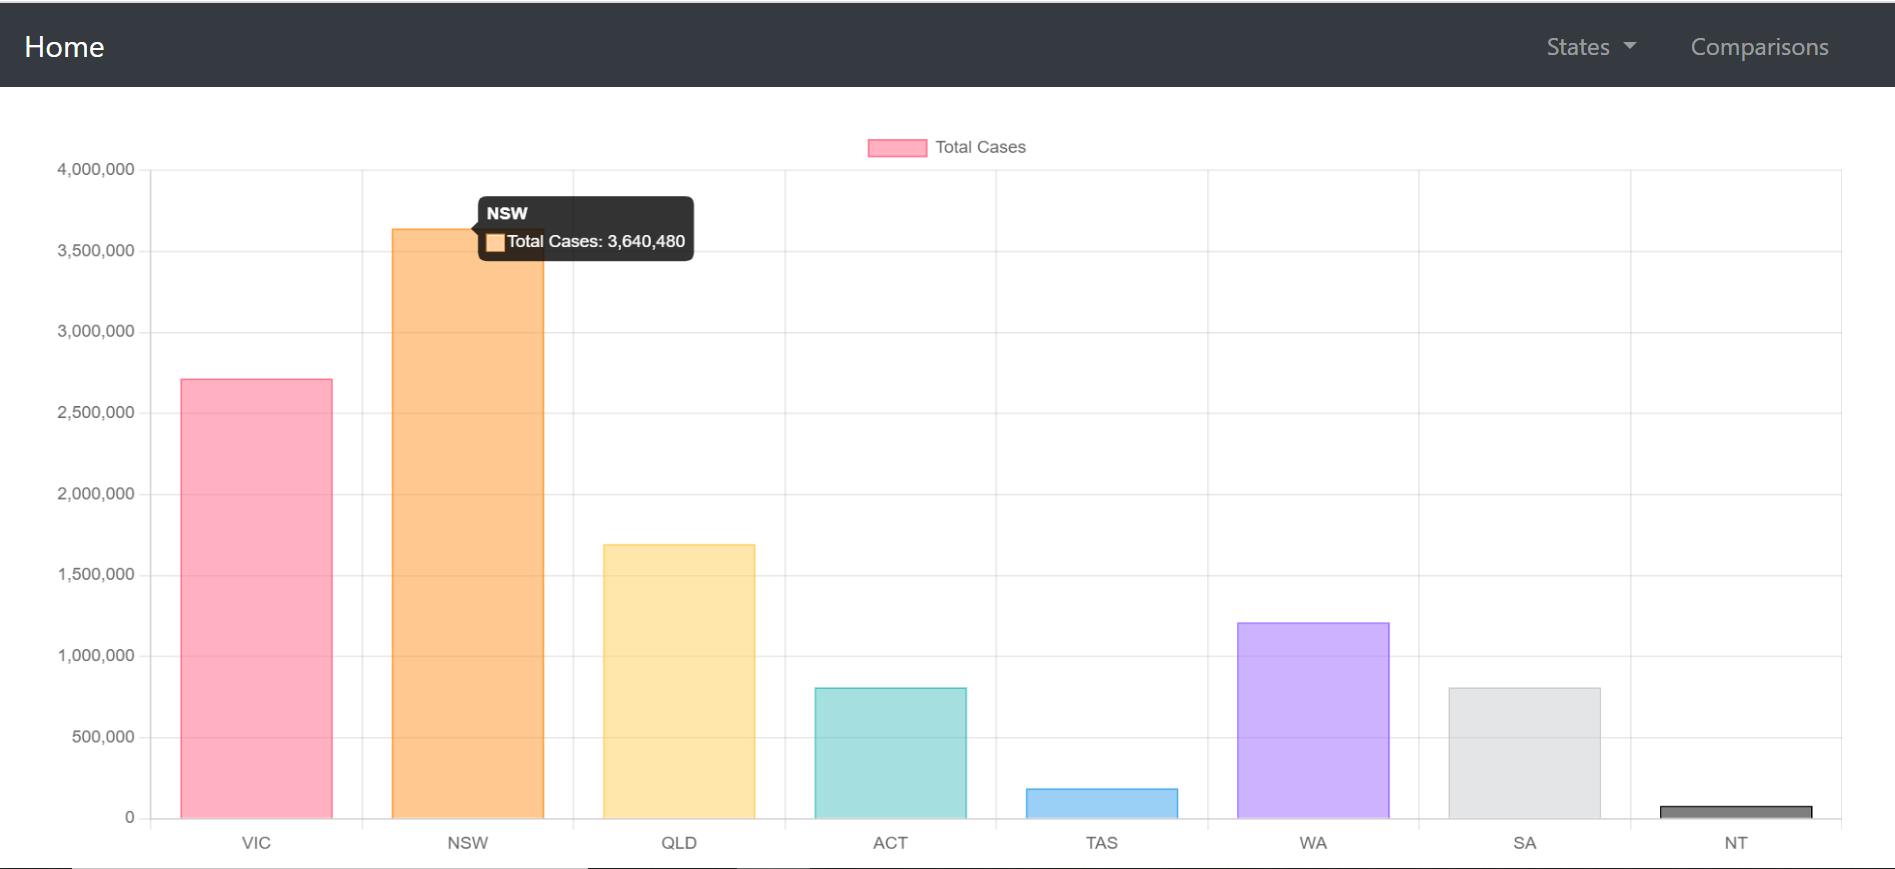 Home
States
Comparisons
Total Cases
4,000,000
3,500,000
3,000,000
2,500,000
2,000,000
1,500,000
1,000,000
500,000
0
NSW
Total Cases: 3,640,480
VIC
NSW
QLD
ACT
TAS
WA
SA
NT